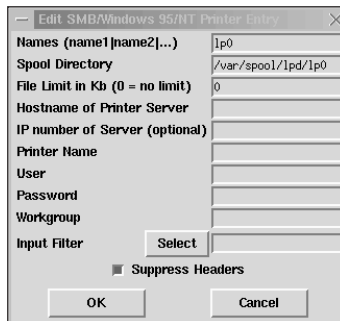 Edit SMB/Windows 95/NT Printer Entry
Names (name1|name2|...) lp0
Spool Directory /var/spool/lpd/lp0
File Limit in Kb (0 = no limit) 0
Hostname of Printer Server
IP number of Server (optional)
Printer Name
User
Password
Workgroup
Input Filter Select
Suppress Headers
OK Cancel